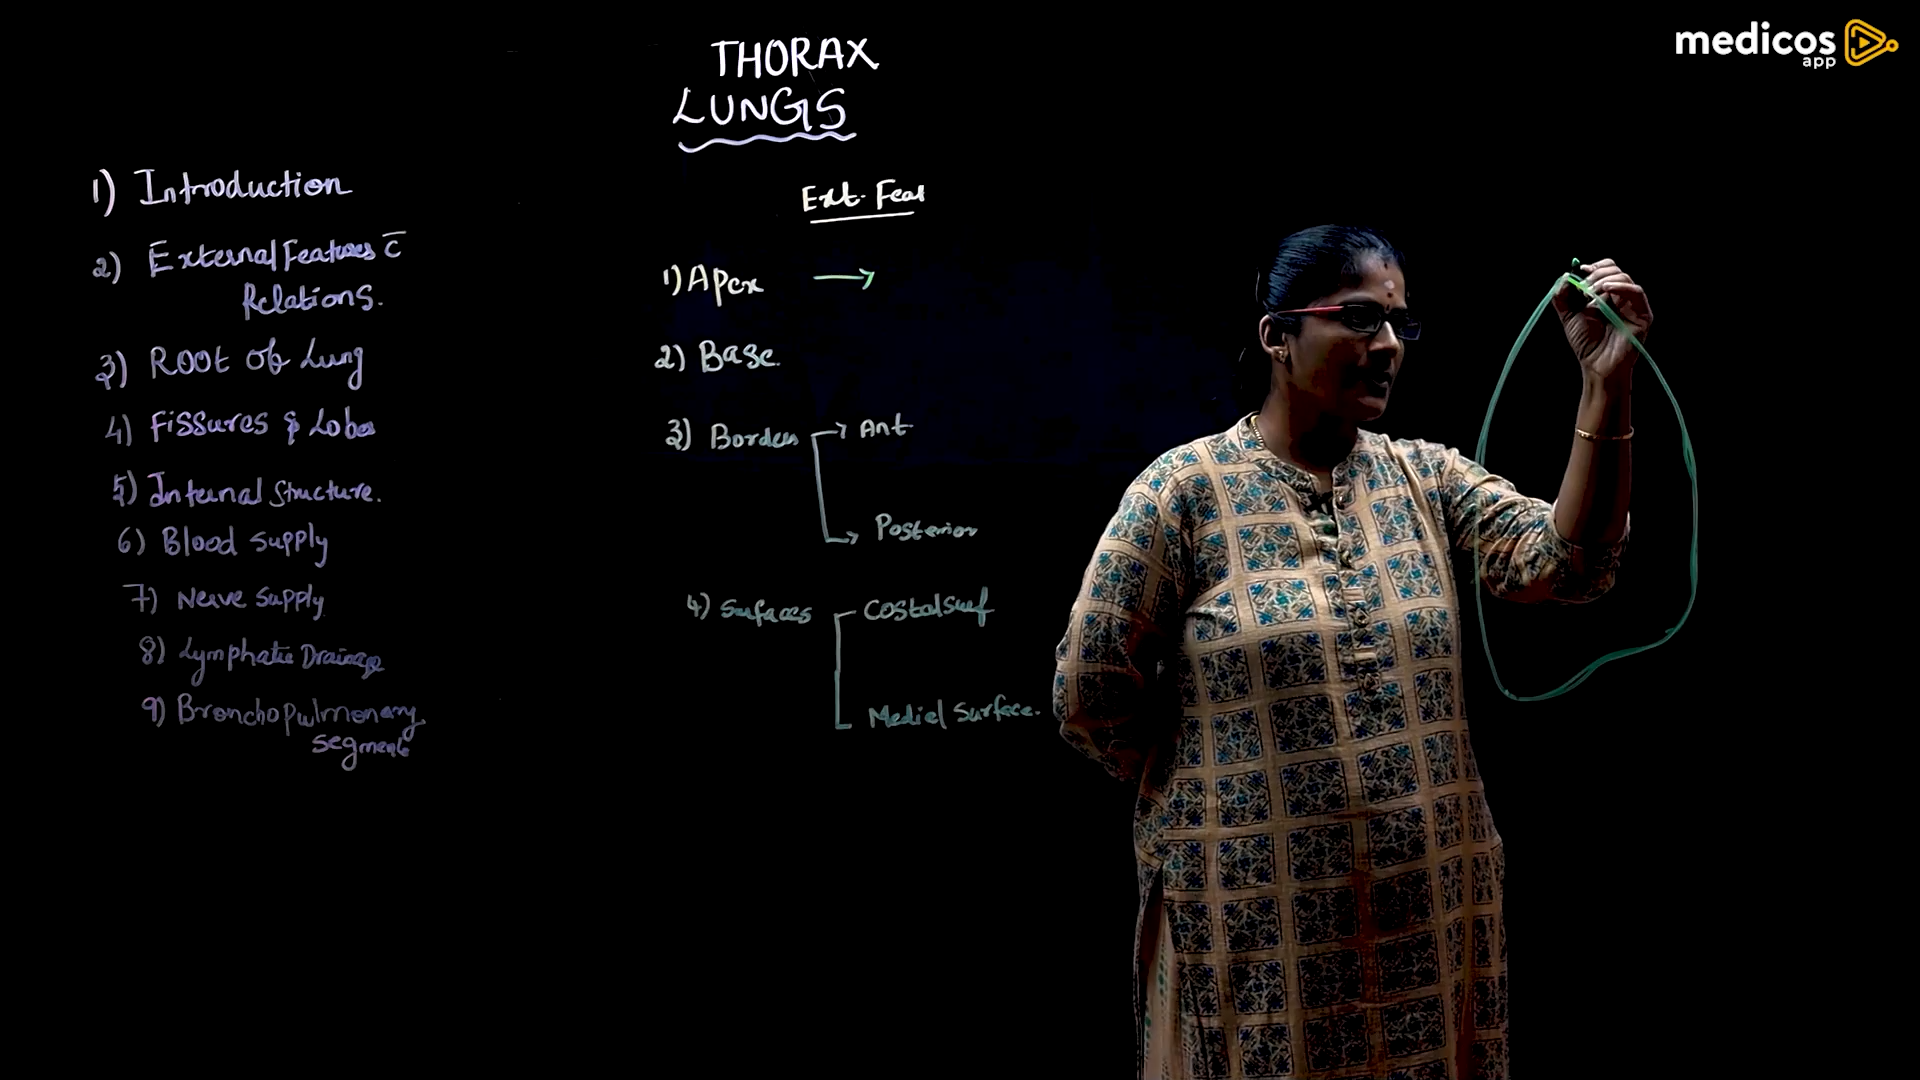 medicos
app
THORAX
LUNGS
1) Introduction
2) External Features c̄
Relations.
3) Root of Lung
4) Fissures & Lobes
5) Internal Structure.
6) Blood Supply
7) Nerve Supply
8) Lymphatic Drainage
9) Bronchopulmonary
segments
Ext. Feat
1) Apex →
2) Base
3) Borders → Ant
→ Posterior
4) Surfaces Costal surf
Medial Surface.